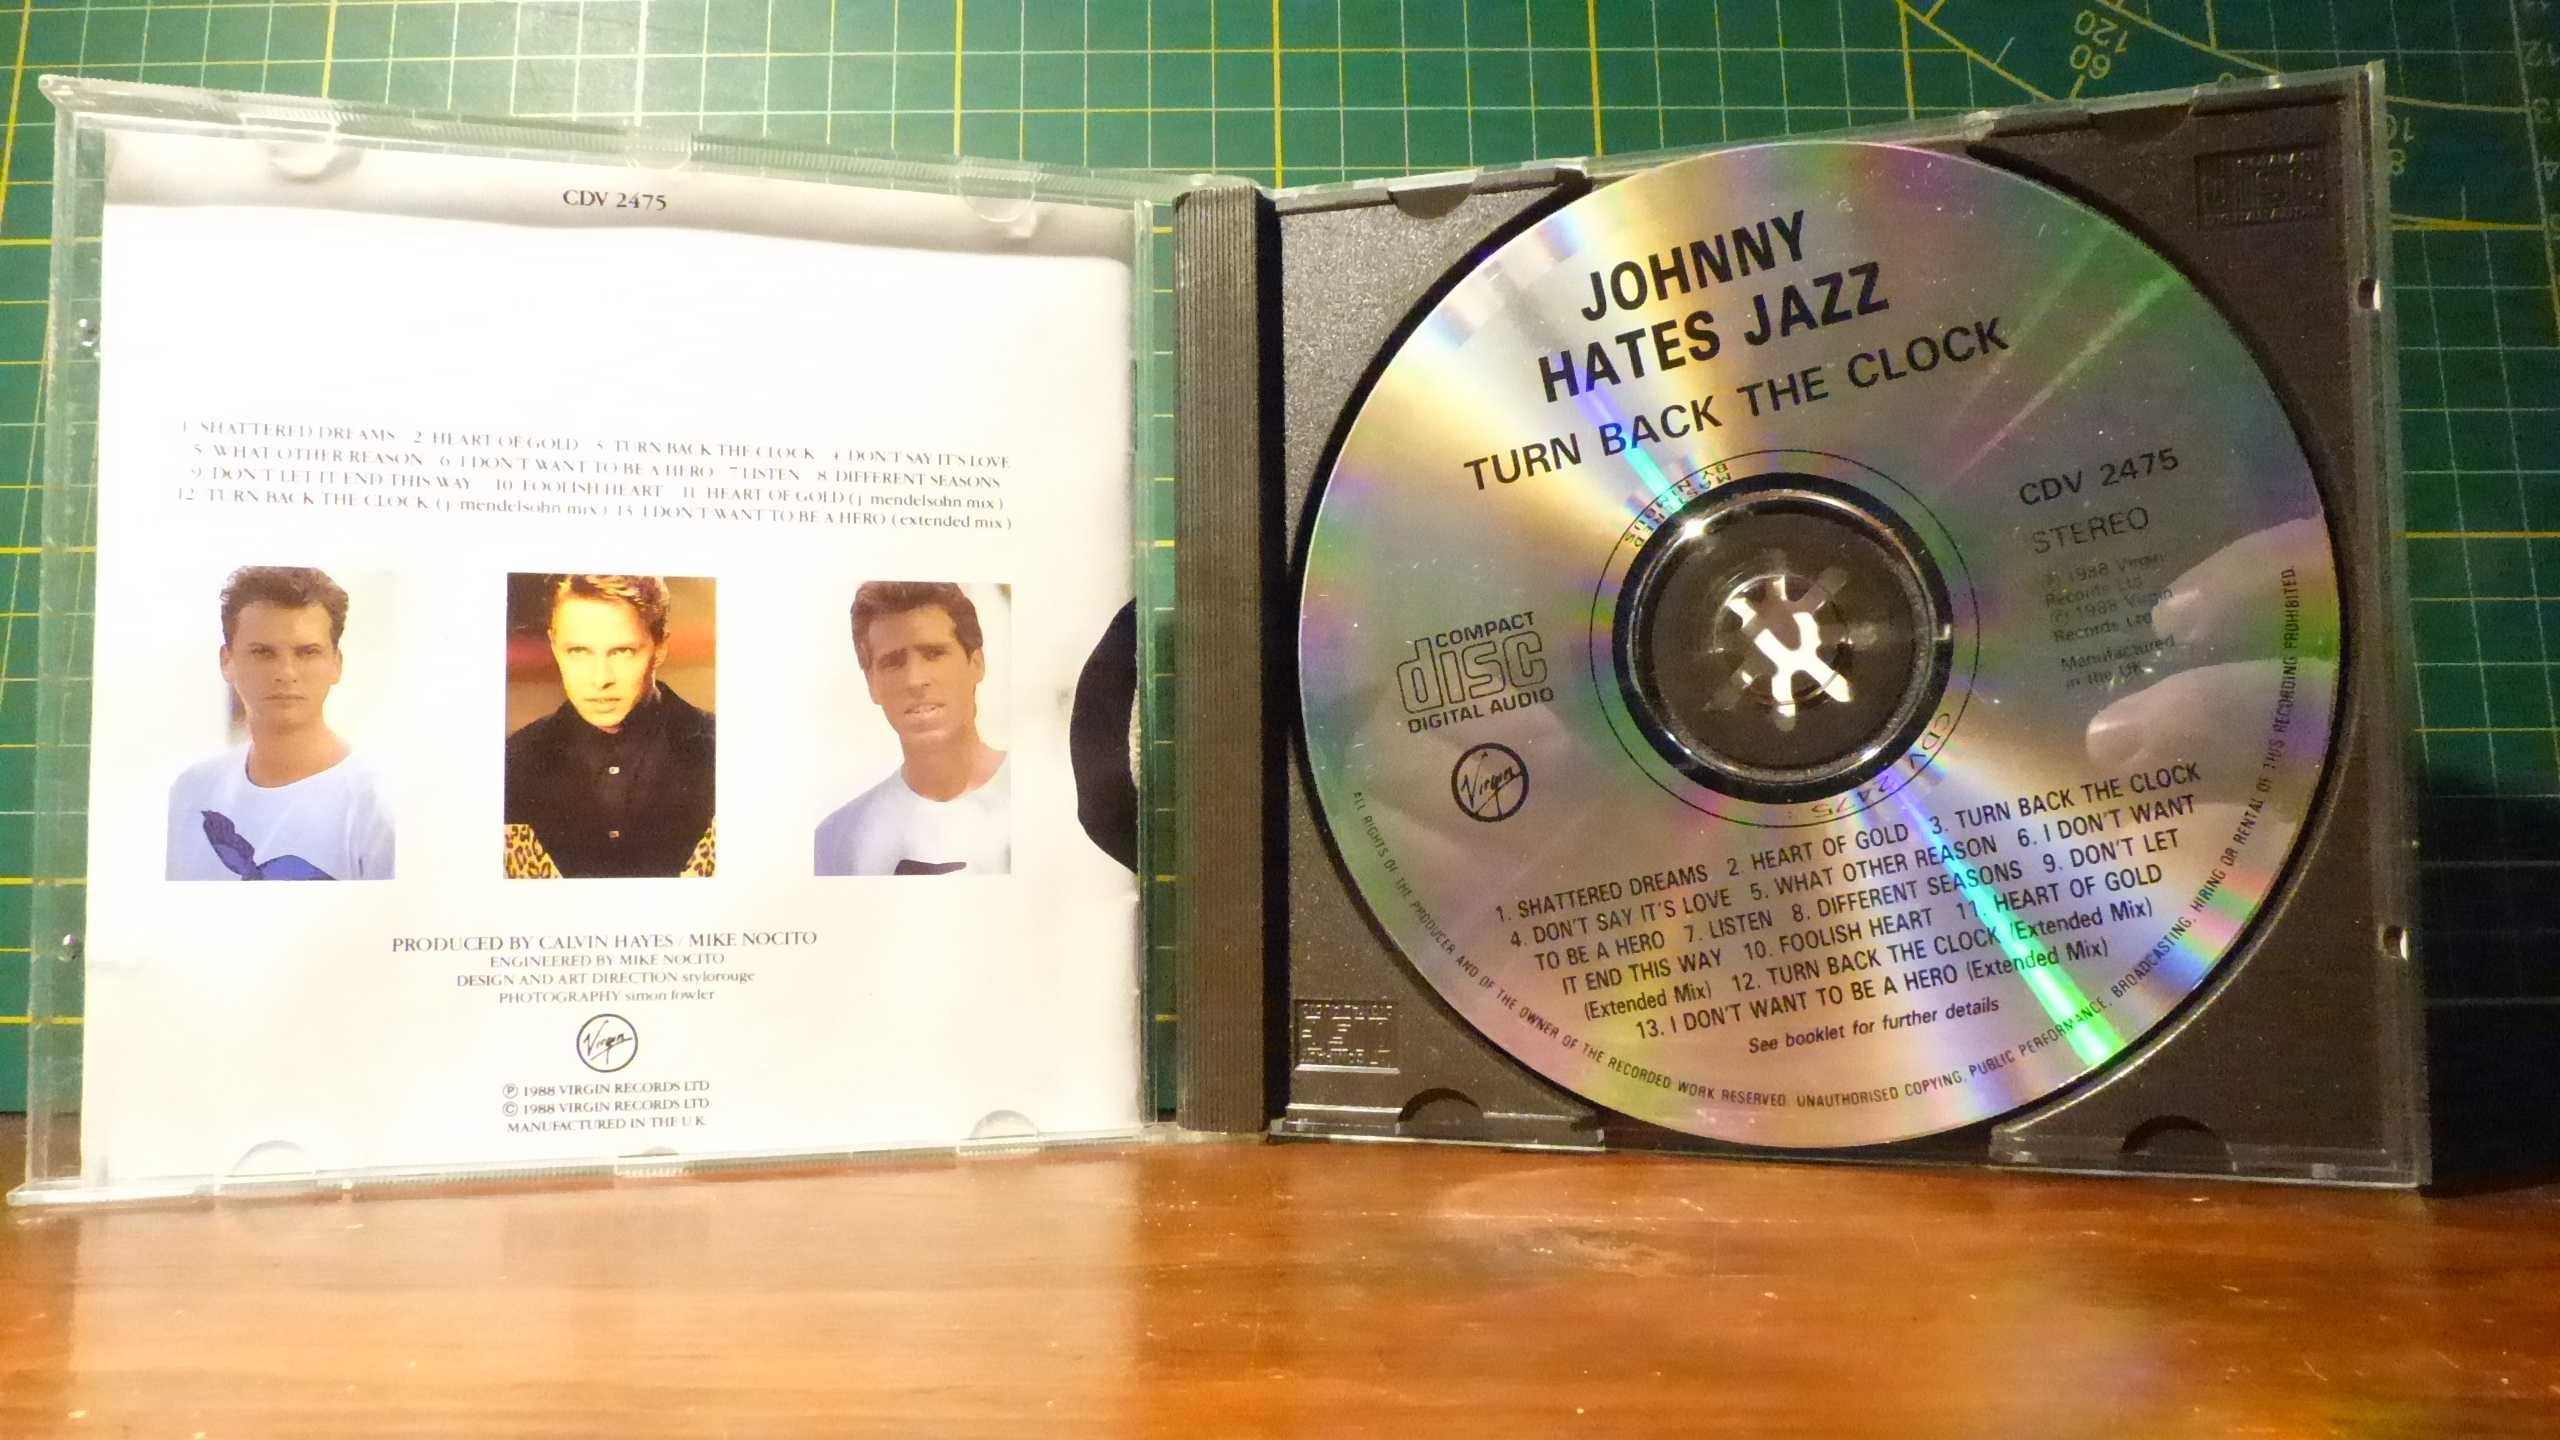 CDV 2475
1 SHATTERED DREAMS 2 HEART OF GOLD 3 TURN BACK THE CLOCK 4 DON'T SAY IT'S LOVE
5 WHAT OTHER REASON 6 I DON'T WANT TO BE A HERO 7 LISTEN 8 DIFFERENT SEASONS
9 DON'T LET IT END THIS WAY 10 FOOLISH HEART 11 HEART OF GOLD (j mendelsohn mix)
12 TURN BACK THE CLOCK (j mendelsohn mix) 13 I DON'T WANT TO BE A HERO (extended mix)
PRODUCED BY CALVIN HAYES / MIKE NOCITO
ENGINEERED BY MIKE NOCITO
DESIGN AND ART DIRECTION stylorouge
PHOTOGRAPHY simon fowler
Virgin
℗ 1988 VIRGIN RECORDS LTD
© 1988 VIRGIN RECORDS LTD
MANUFACTURED IN THE U.K.
JOHNNY
HATES JAZZ
TURN BACK THE CLOCK
MASTERED
BY NIMBUS
CDV 2475
STEREO
℗ 1988 Virgin
Records Ltd
© 1988 Virgin
Records Ltd
Manufactured
in the UK
COMPACT
disc
DIGITAL AUDIO
Virgin
CDV 2475
1. SHATTERED DREAMS 2. HEART OF GOLD 3. TURN BACK THE CLOCK
4. DON'T SAY IT'S LOVE 5. WHAT OTHER REASON 6. I DON'T WANT
TO BE A HERO 7. LISTEN 8. DIFFERENT SEASONS 9. DON'T LET
IT END THIS WAY 10. FOOLISH HEART 11. HEART OF GOLD
(Extended Mix) 12. TURN BACK THE CLOCK (Extended Mix)
13. I DON'T WANT TO BE A HERO (Extended Mix)
See booklet for further details
ALL RIGHTS OF THE PRODUCER AND OF THE OWNER OF THE RECORDED WORK RESERVED. UNAUTHORISED COPYING, PUBLIC PERFORMANCE, BROADCASTING, HIRING OR RENTAL OF THIS RECORDING PROHIBITED.
120
60